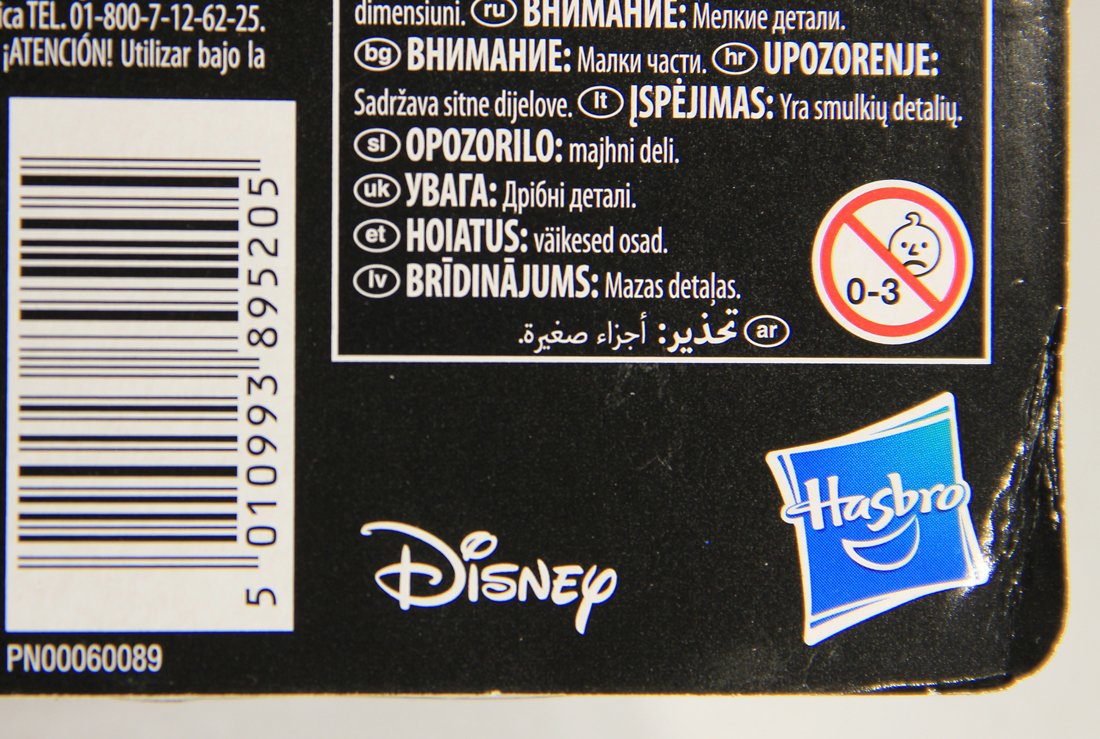 ica TEL. 01-800-7-12-62-25.
¡ATENCIÓN! Utilizar bajo la
5 010993 895205
PN00060089
dimensiuni. ru ВНИМАНИЕ: Мелкие детали.
bg ВНИМАНИЕ: Малки части. hr UPOZORENJE:
Sadržava sitne dijelove. lt ĮSPĖJIMAS: Yra smulkių detalių.
sl OPOZORILO: majhni deli.
uk УВАГА: Дрібні деталі.
et HOIATUS: väikesed osad.
lv BRĪDINĀJUMS: Mazas detaļas.
ar تحذير: أجزاء صغيرة.
0-3
Disney
Hasbro